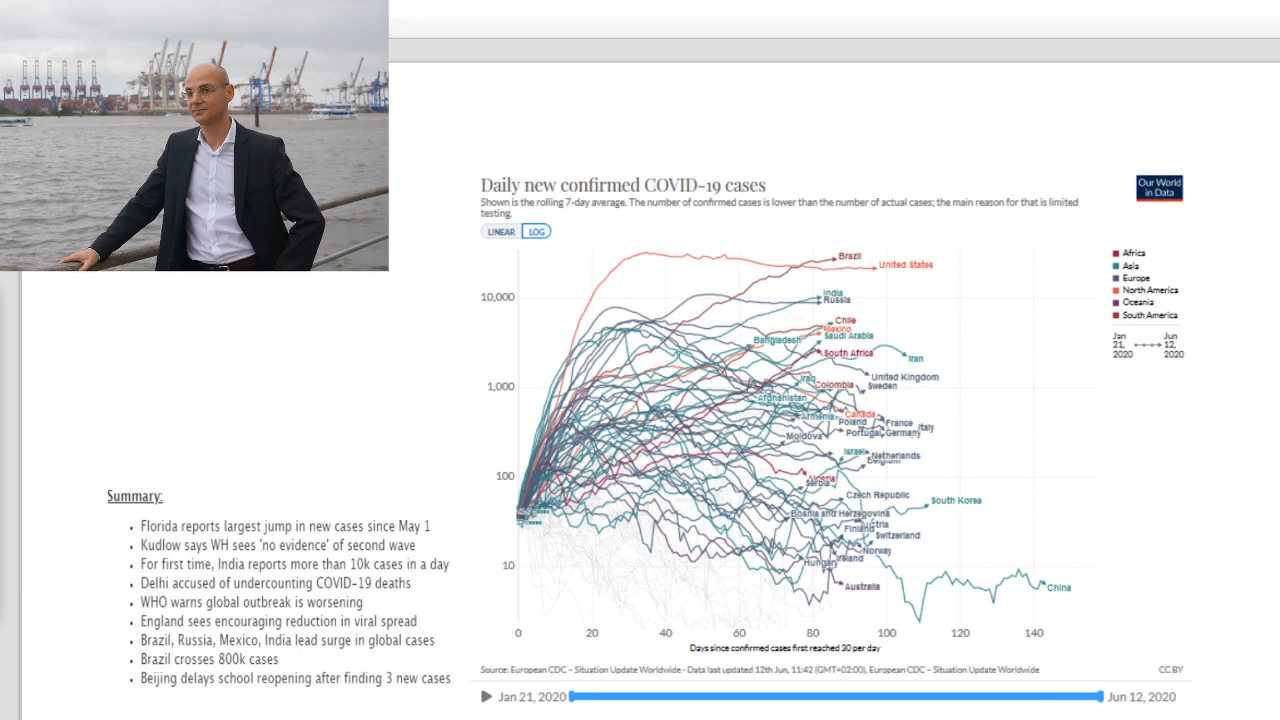 Daily new confirmed COVID-19 cases
Shown is the rolling 7-day average. The number of confirmed cases is lower than the number of actual cases; the main reason for that is limited
testing.
Our World
in Data
LINEAR LOG
Africa
Asia
Europe
North America
Oceania
South America
Jan
21,
2020
Jun
12,
2020
10,000
1,000
100
10
Brazil
United States
India
Russia
Chile
Mexico
Bangladesh
Saudi Arabia
South Africa
Iran
Iraq
Colombia
United Kingdom
Sweden
Afghanistan
Armenia
Canada
Poland
France
Italy
Moldova
Portugal
Germany
Israel
Netherlands
Belgium
Algeria
Serbia
Czech Republic
South Korea
Bosnia and Herzegovina
Finland
Switzerland
Norway
Ireland
Hungary
Australia
China
0 20 40 60 80 100 120 140
Days since confirmed cases first reached 30 per day
Source: European CDC – Situation Update Worldwide - Data last updated 12th Jun, 11:42 (GMT+02:00), European CDC – Situation Update Worldwide
CC BY
Jan 21, 2020
Jun 12, 2020
Summary:
• Florida reports largest jump in new cases since May 1
• Kudlow says WH sees 'no evidence' of second wave
• For first time, India reports more than 10k cases in a day
• Delhi accused of undercounting COVID-19 deaths
• WHO warns global outbreak is worsening
• England sees encouraging reduction in viral spread
• Brazil, Russia, Mexico, India lead surge in global cases
• Brazil crosses 800k cases
• Beijing delays school reopening after finding 3 new cases